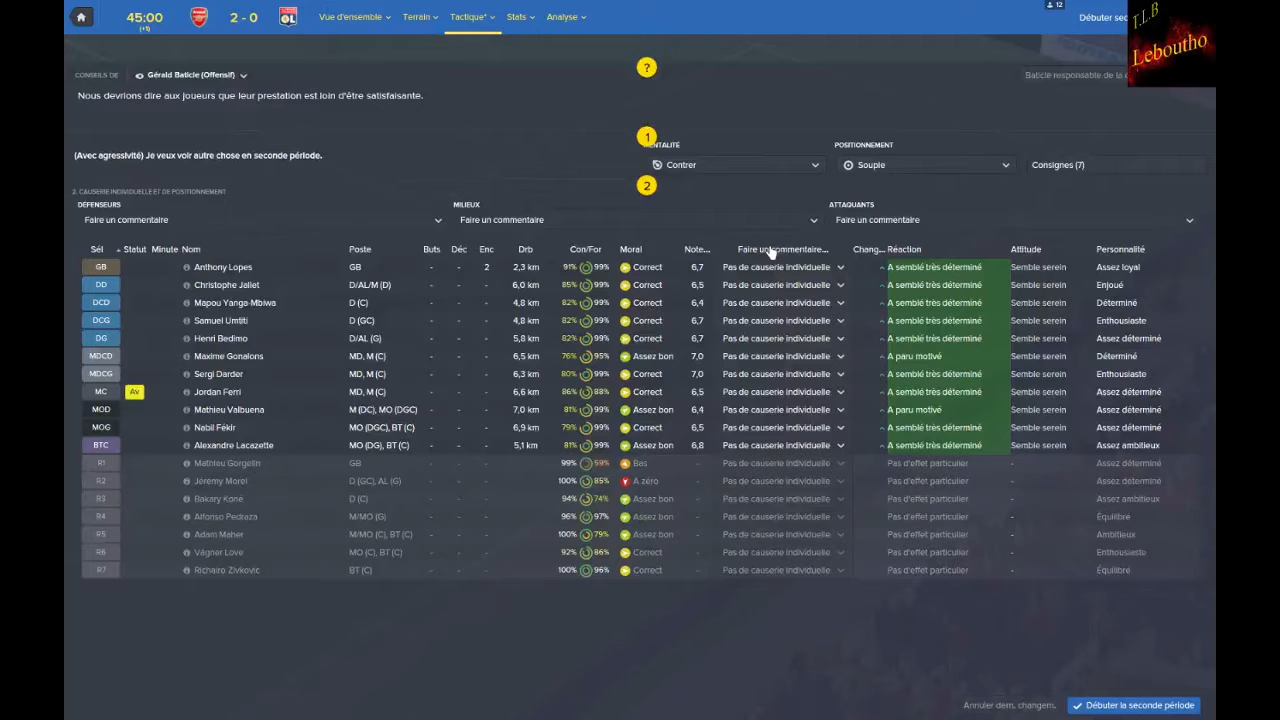 45:00 2 - 0 OL Vue d'ensemble Terrain Tactique* Stats Analyse 12 Débuter sec
(+1)
T.L.B
Leboutho
?
CONSEILS DE Gérald Baticle (Offensif) Baticle responsable de la c
Nous devrions dire aux joueurs que leur prestation est loin d'être satisfaisante.
1
NTALITÉ POSITIONNEMENT
(Avec agressivité) Je veux voir autre chose en seconde période. Contrer Souple Consignes (7)
2
2. CAUSERIE INDIVIDUELLE ET DE POSITIONNEMENT
DÉFENSEURS MILIEUX ATTAQUANTS
Faire un commentaire Faire un commentaire Faire un commentaire
Sél Statut Minute Nom Poste Buts Déc Enc Drb Con/For Moral Note... Faire un commentaire... Chang... Réaction Attitude Personnalité
GB Anthony Lopes GB - - 2 2,3 km 91% 99% Correct 6,7 Pas de causerie individuelle A semblé très déterminé Semble serein Assez loyal
DD Christophe Jallet D/AL/M (D) - - - 6,0 km 85% 99% Correct 6,5 Pas de causerie individuelle A semblé très déterminé Semble serein Enjoué
DCD Mapou Yanga-Mbiwa D (C) - - - 4,8 km 82% 99% Correct 6,4 Pas de causerie individuelle A semblé très déterminé Semble serein Déterminé
DCG Samuel Umtiti D (GC) - - - 4,8 km 82% 99% Correct 6,7 Pas de causerie individuelle A semblé très déterminé Semble serein Enthousiaste
DG Henri Bedimo D/AL (G) - - - 5,8 km 82% 99% Correct 6,7 Pas de causerie individuelle A semblé très déterminé Semble serein Assez déterminé
MDCD Maxime Gonalons MD, M (C) - - - 6,5 km 76% 95% Assez bon 7,0 Pas de causerie individuelle A paru motivé Semble serein Déterminé
MDCG Sergi Darder MD, M (C) - - - 6,3 km 80% 99% Correct 7,0 Pas de causerie individuelle A semblé très déterminé Semble serein Enthousiaste
MC Av Jordan Ferri MD, M (C) - - - 6,6 km 86% 88% Correct 6,5 Pas de causerie individuelle A semblé très déterminé Semble serein Assez déterminé
MOD Mathieu Valbuena M (DC), MO (DGC) - - - 7,0 km 81% 99% Assez bon 6,4 Pas de causerie individuelle A paru motivé Semble serein Assez déterminé
MOG Nabil Fékir MO (DGC), BT (C) - - - 6,9 km 79% 99% Correct 6,5 Pas de causerie individuelle A semblé très déterminé Semble serein Assez déterminé
BTC Alexandre Lacazette MO (DG), BT (C) - - - 5,1 km 81% 99% Assez bon 6,8 Pas de causerie individuelle A semblé très déterminé Semble serein Assez ambitieux
R1 Mathieu Gorgelin GB - - - 99% 59% Bas - Pas de causerie individuelle Pas d'effet particulier - Assez déterminé
R2 Jérémy Morel D (GC), AL (G) - - - 100% 85% A zéro - Pas de causerie individuelle Pas d'effet particulier - Assez déterminé
R3 Bakary Koné D (C) - - - 94% 74% Assez bon - Pas de causerie individuelle Pas d'effet particulier - Assez ambitieux
R4 Alfonso Pedraza M/MO (G) - - - 96% 97% Assez bon - Pas de causerie individuelle Pas d'effet particulier - Équilibré
R5 Adam Maher M/MO (C), BT (C) - - - 100% 79% Assez bon - Pas de causerie individuelle Pas d'effet particulier - Ambitieux
R6 Vágner Love MO (C), BT (C) - - - 92% 86% Correct - Pas de causerie individuelle Pas d'effet particulier - Enthousiaste
R7 Richairo Zivkovic BT (C) - - - 100% 96% Correct - Pas de causerie individuelle Pas d'effet particulier - Équilibré
Annuler dern. changem. Débuter la seconde période